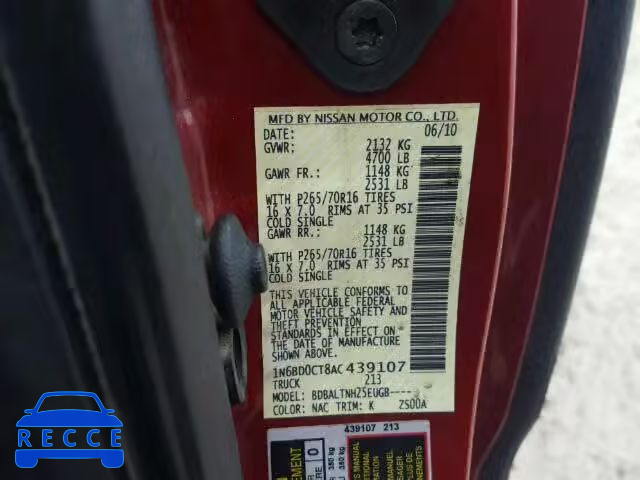 MFD BY NISSAN MOTOR CO., LTD.
DATE: 06/10
GVWR: 2132 KG
4700 LB
GAWR FR.: 1148 KG
2531 LB
WITH P265/70R16 TIRES
16 X 7.0 RIMS AT 35 PSI
COLD SINGLE
GAWR RR.: 1148 KG
2531 LB
WITH P265/70R16 TIRES
16 X 7.0 RIMS AT 35 PSI
COLD SINGLE
THIS VEHICLE CONFORMS TO
ALL APPLICABLE FEDERAL
MOTOR VEHICLE SAFETY AND
THEFT PREVENTION
STANDARDS IN EFFECT ON
THE DATE OF MANUFACTURE
SHOWN ABOVE.
1N6BD0CT8AC439107
TRUCK 213
MODEL: BDBALTNHZ5EUGB----
COLOR: NAC TRIM: K ZS00A
439107 213
RECCE